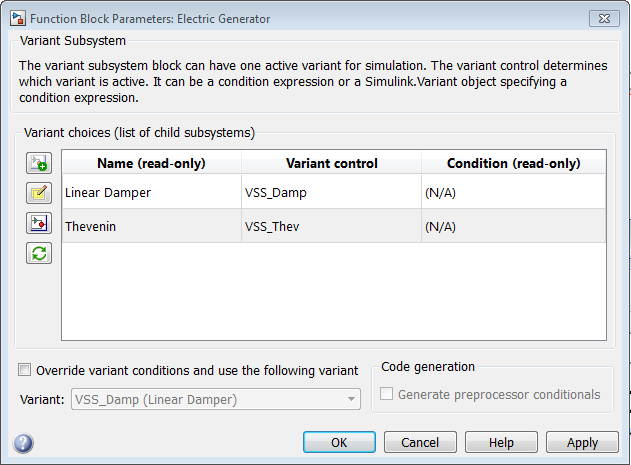 Function Block Parameters: Electric Generator
Variant Subsystem
The variant subsystem block can have one active variant for simulation. The variant control determines
which variant is active. It can be a condition expression or a Simulink.Variant object specifying a
condition expression.
Variant choices (list of child subsystems)
Name (read-only) Variant control Condition (read-only)
Linear Damper VSS_Damp (N/A)
Thevenin VSS_Thev (N/A)
Override variant conditions and use the following variant
Code generation
Variant: VSS_Damp (Linear Damper)
Generate preprocessor conditionals
OK Cancel Help Apply